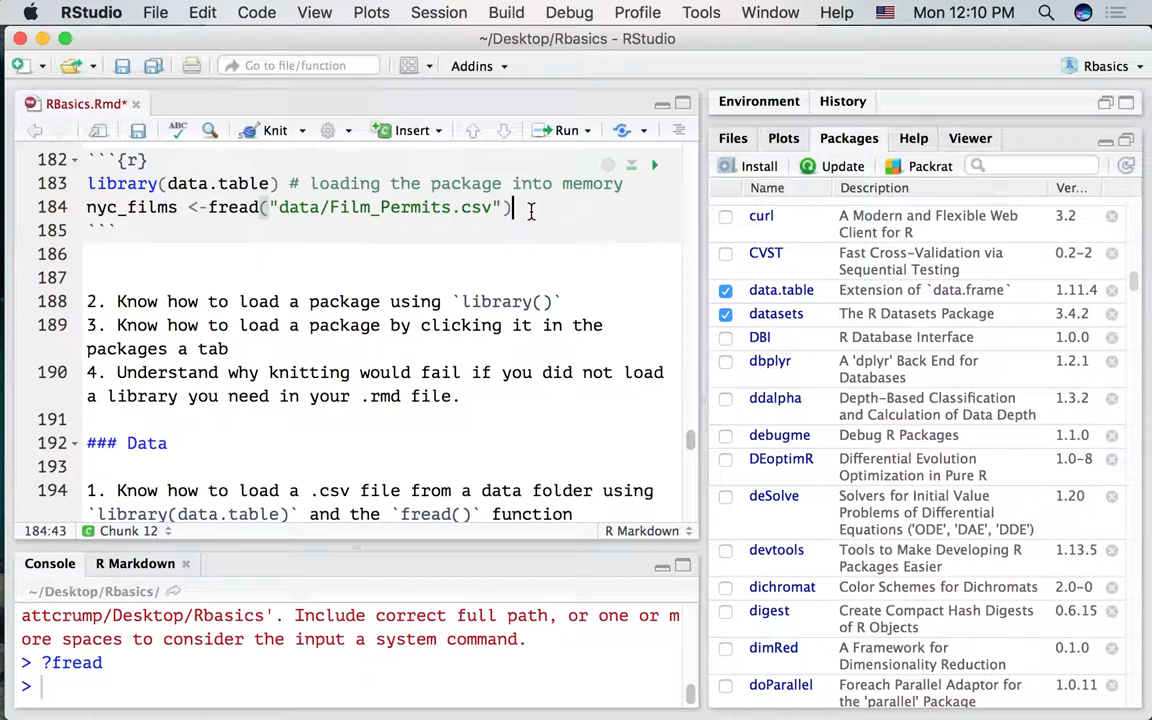 RStudio File Edit Code View Plots Session Build Debug Profile Tools Window Help Mon 12:10 PM
~/Desktop/Rbasics - RStudio
Go to file/function Addins Rbasics
RBasics.Rmd*
ABC Knit Insert Run
182 ```{r}
183 library(data.table) # loading the package into memory
184 nyc_films <-fread("data/Film_Permits.csv")
185 ```
186
187
188 2. Know how to load a package using `library()`
189 3. Know how to load a package by clicking it in the
packages a tab
190 4. Understand why knitting would fail if you did not load
a library you need in your .rmd file.
191
192 ### Data
193
194 1. Know how to load a .csv file from a data folder using
`library(data.table)` and the `fread()` function
184:43 Chunk 12 R Markdown
Console R Markdown
~/Desktop/Rbasics/
attcrump/Desktop/Rbasics'. Include correct full path, or one or m
ore spaces to consider the input a system command.
> ?fread
>
Environment History
Files Plots Packages Help Viewer
Install Update Packrat
Name Description Ver...
curl A Modern and Flexible Web 3.2
Client for R
CVST Fast Cross-Validation via 0.2-2
Sequential Testing
data.table Extension of `data.frame` 1.11.4
datasets The R Datasets Package 3.4.2
DBI R Database Interface 1.0.0
dbplyr A 'dplyr' Back End for 1.2.1
Databases
ddalpha Depth-Based Classification 1.3.2
and Calculation of Data Depth
debugme Debug R Packages 1.1.0
DEoptimR Differential Evolution 1.0-8
Optimization in Pure R
deSolve Solvers for Initial Value 1.20
Problems of Differential
Equations ('ODE', 'DAE', 'DDE')
devtools Tools to Make Developing R 1.13.5
Packages Easier
dichromat Color Schemes for Dichromats 2.0-0
digest Create Compact Hash Digests 0.6.15
of R Objects
dimRed A Framework for 0.1.0
Dimensionality Reduction
doParallel Foreach Parallel Adaptor for 1.0.11
the 'parallel' Package